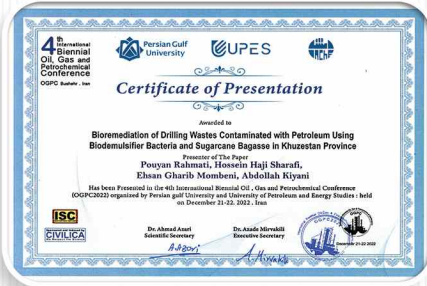 4th International
Biennial
Oil, Gas and
Petrochemical
Conference
OGPC Bushehr . Iran
Persian Gulf
University
UPES
Certificate of Presentation
Awarded to
Bioremediation of Drilling Wastes Contaminated with Petroleum Using
Biodemulsifier Bacteria and Sugarcane Bagasse in Khuzestan Province
Presenter of The Paper
Pouyan Rahmati, Hossein Haji Sharafi,
Ehsan Gharib Mombeni, Abdollah Kiyani
Has been Presented in the 4th International Biennial Oil , Gas and Petrochemical Conference
(OGPC2022) organized by Persian gulf University and University of Petroleum and Energy Studies : held
on December 21-22. 2022 . Iran
ISC
CIVILICA
Dr. Ahmad Azari
Scientific Secretary
Dr. Azade Mirvakili
Executive Secretary
A.Azari
A. Mirvakili
December 21-22 2022